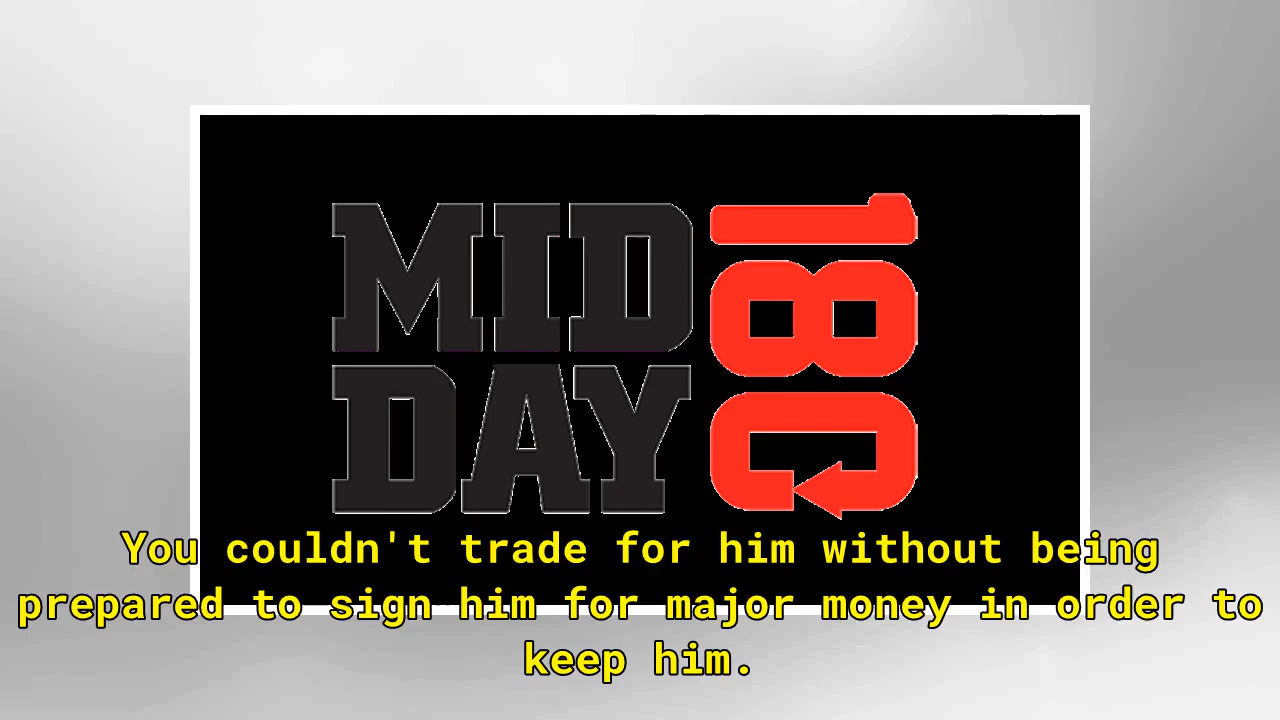 MID
DAY
180
You couldn't trade for him without being
prepared to sign him for major money in order to
keep him.